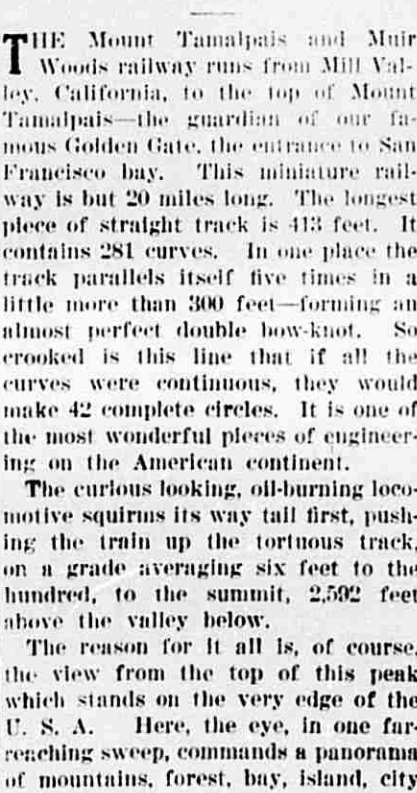 THE Mount Tamalpais and Muir
Woods railway runs from Mill Val-
ley, California, to the top of Mount
Tamalpais—the guardian of our fa-
mous Golden Gate, the entrance to San
Francisco bay. This miniature rail-
way is but 20 miles long. The longest
piece of straight track is 413 feet. It
contains 281 curves. In one place the
track parallels itself five times in a
little more than 300 feet—forming an
almost perfect double bow-knot. So
crooked is this line that if all the
curves were continuous, they would
make 42 complete circles. It is one of
the most wonderful pieces of engineer-
ing on the American continent.
The curious looking, oil-burning loco-
motive squirms its way tail first, push-
ing the train up the tortuous track,
on a grade averaging six feet to the
hundred, to the summit, 2,592 feet
above the valley below.
The reason for it all is, of course,
the view from the top of this peak
which stands on the very edge of the
U. S. A. Here, the eye, in one far-
reaching sweep, commands a panorama
of mountains, forest, bay, island, city